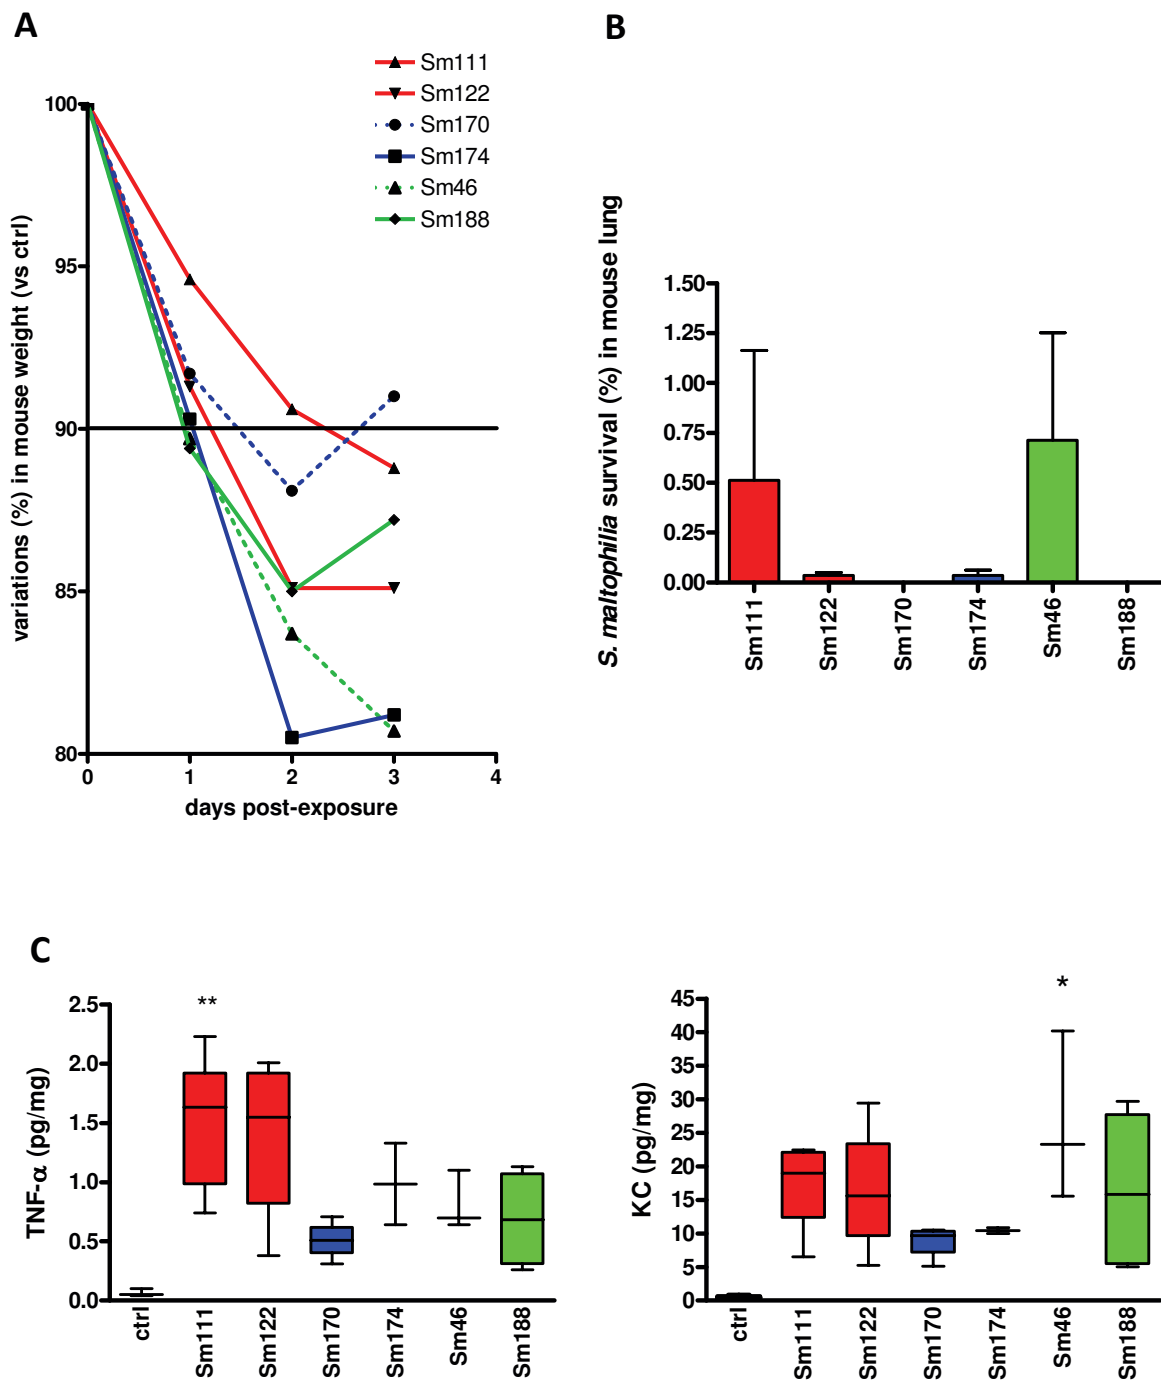 A
Sm111
Sm122
Sm170
Sm174
Sm46
Sm188
variations (%) in mouse weight (vs ctrl)
100
95
90
85
80
0 1 2 3 4
days post-exposure
B
S. maltophilia survival (%) in mouse lung
1.50
1.25
1.00
0.75
0.50
0.25
0.00
Sm111 Sm122 Sm170 Sm174 Sm46 Sm188
C
TNF-α (pg/mg)
2.5
2.0
1.5
1.0
0.5
0.0
**
ctrl Sm111 Sm122 Sm170 Sm174 Sm46 Sm188
KC (pg/mg)
45
40
35
30
25
20
15
10
5
0
*
ctrl Sm111 Sm122 Sm170 Sm174 Sm46 Sm188